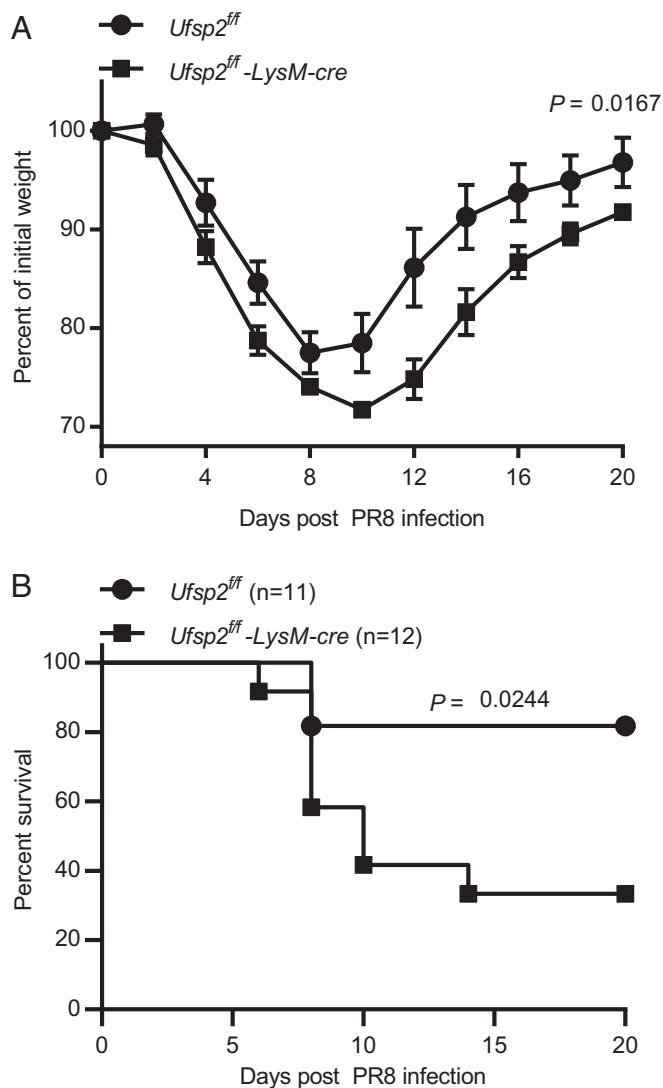 A
Ufsp2f/f
Ufsp2f/f -LysM-cre
P = 0.0167
Percent of initial weight
100
90
80
70
0 4 8 12 16 20
Days post PR8 infection
B
Ufsp2f/f (n=11)
Ufsp2f/f -LysM-cre (n=12)
P = 0.0244
Percent survival
100
80
60
40
20
0
0 5 10 15 20
Days post PR8 infection